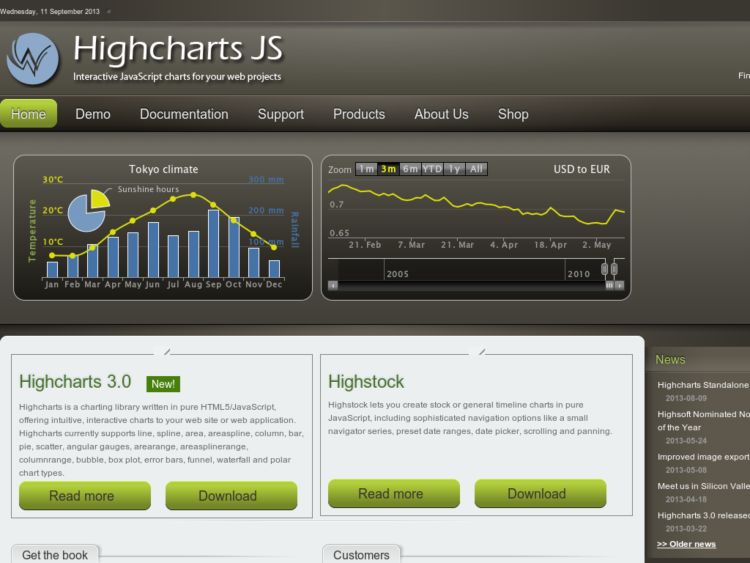 Wednesday, 11 September 2013
Highcharts JS
Interactive JavaScript charts for your web projects
Home Demo Documentation Support Products About Us Shop
Tokyo climate
30°C
300 mm
Sunshine hours
20°C
200 mm
10°C
100 mm
Temperature
Rainfall
Jan Feb Mar Apr May Jun Jul Aug Sep Oct Nov Dec
Zoom 1m 3m 6m YTD 1y All
USD to EUR
0.7
0.65
21. Feb 7. Mar 21. Mar 4. Apr 18. Apr 2. May
2005 2010
Highcharts 3.0 New!
Highcharts is a charting library written in pure HTML5/JavaScript,
offering intuitive, interactive charts to your web site or web application.
Highcharts currently supports line, spline, area, areaspline, column, bar,
pie, scatter, angular gauges, arearange, areasplinerange,
columnrange, bubble, box plot, error bars, funnel, waterfall and polar
chart types.
Read more Download
Highstock
Highstock lets you create stock or general timeline charts in pure
JavaScript, including sophisticated navigation options like a small
navigator series, preset date ranges, date picker, scrolling and panning.
Read more Download
Get the book
Customers
News
Highcharts Standalone
2013-08-09
Highsoft Nominated No
of the Year
2013-05-24
Improved image export
2013-05-08
Meet us in Silicon Valle
2013-04-18
Highcharts 3.0 released
2013-03-22
>> Older news